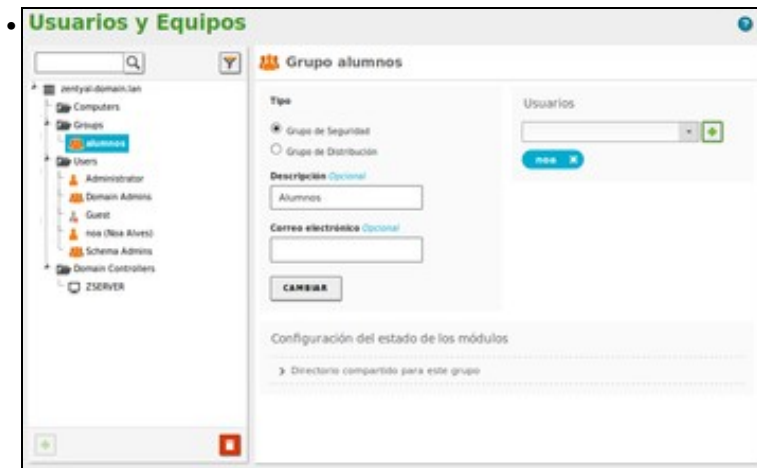 Usuarios y Equipos
Grupo alumnos
zentyal-domain.lan
Computers
Groups
alumnos
Users
Administrator
Domain Admins
Guest
noa (Noa Alves)
Schema Admins
Domain Controllers
ZSERVER
Tipo
Grupo de Seguridad
Grupo de Distribución
Descripción Opcional
Alumnos
Correo electrónico Opcional
CAMBIAR
Usuarios
noa X
Configuración del estado de los módulos
Directorio compartido para este grupo